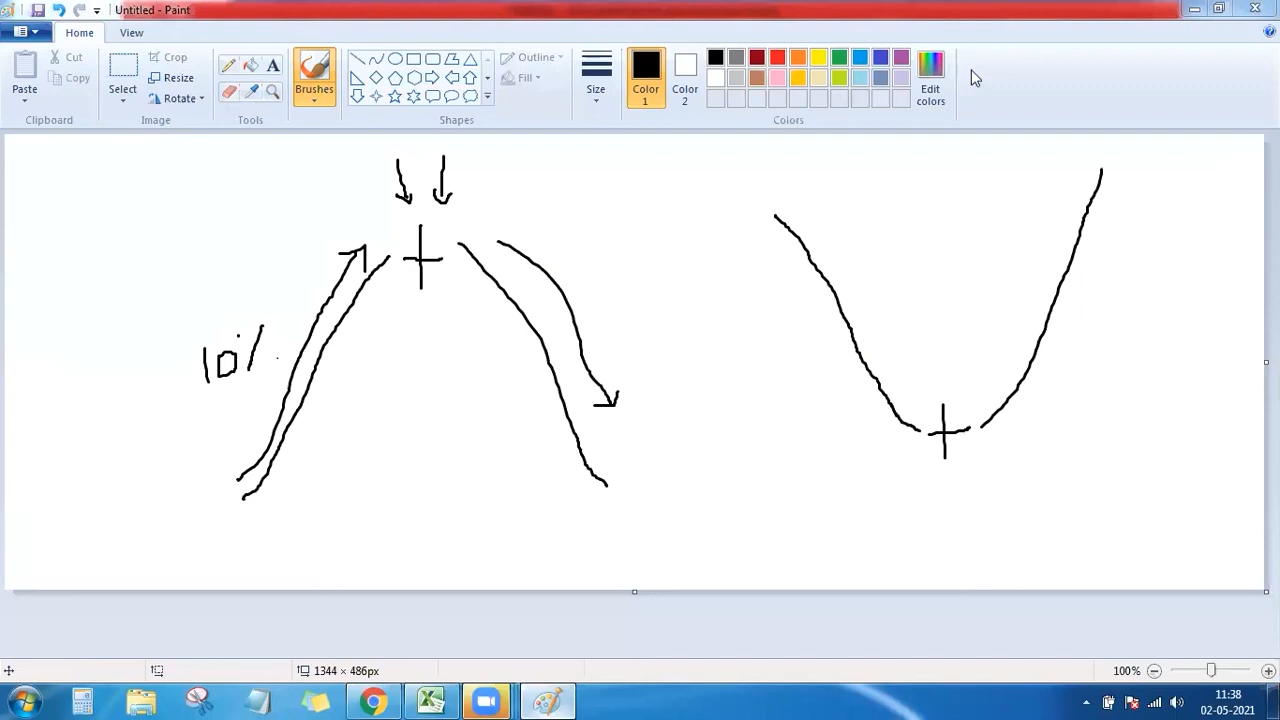 Untitled - Paint
Home
View
Paste
Cut
Copy
Clipboard
Select
Crop
Resize
Rotate
Image
Tools
Brushes
Shapes
Outline
Fill
Size
Color 1
Color 2
Edit colors
Colors
10%
1344 × 486px
100%
11:38
02-05-2021